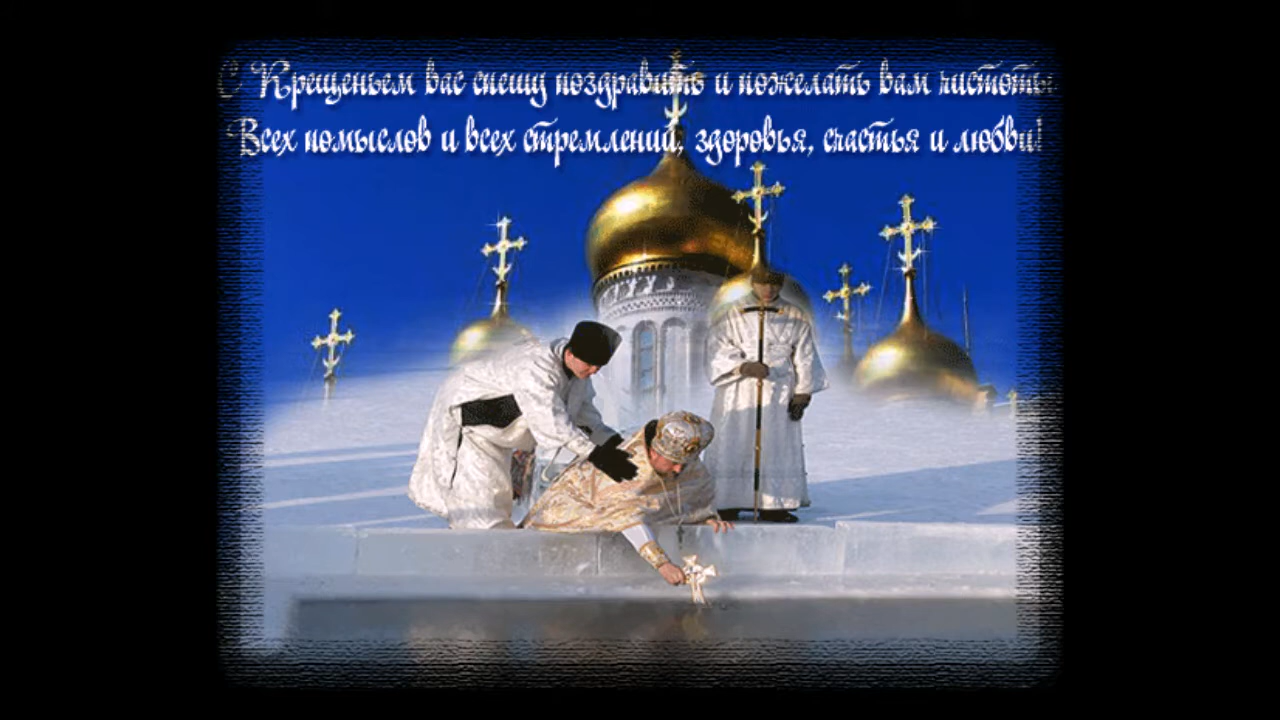 С Крещеньем вас спешу поздравить и пожелать вам чистоты
Всех помыслов и всех стремлений, здоровья, счастья и любви!